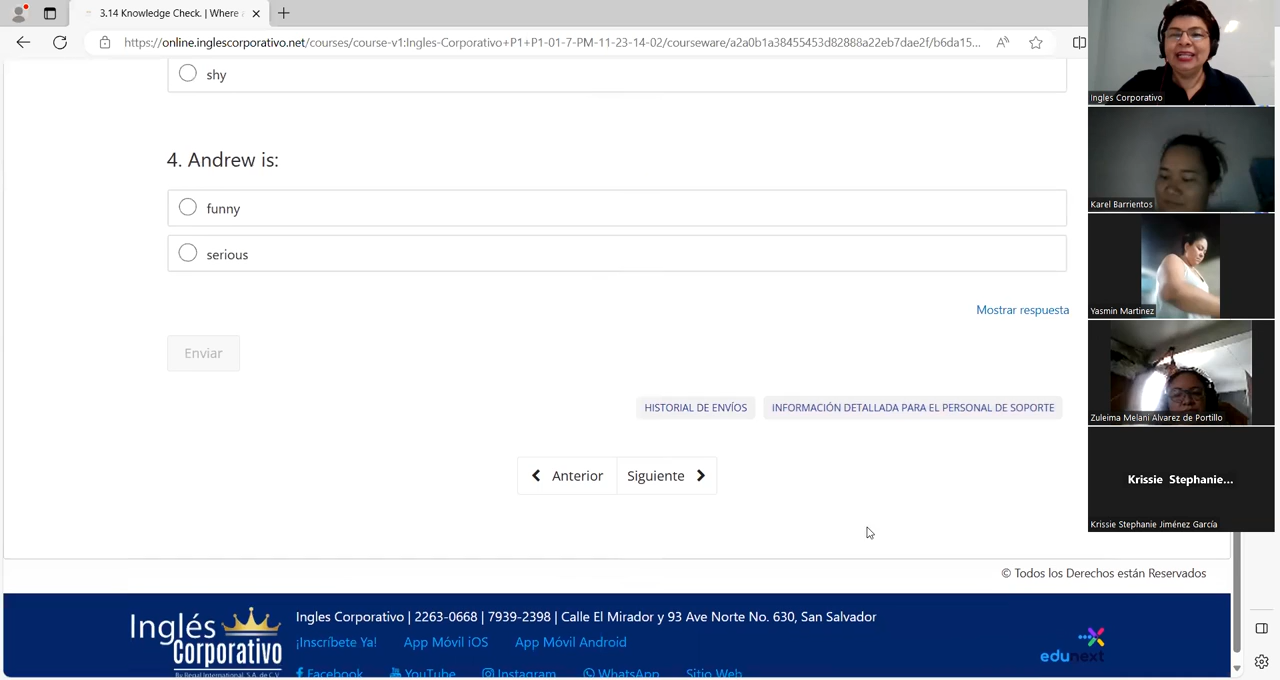 3.14 Knowledge Check. | Where
https://online.inglescorporativo.net/courses/course-v1:Ingles-Corporativo+P1+P1-01-7-PM-11-23-14-02/courseware/a2a0b1a38455453d82888a22eb7dae2f/b6da15...
shy
4. Andrew is:
funny
serious
Mostrar respuesta
Enviar
HISTORIAL DE ENVÍOS
INFORMACIÓN DETALLADA PARA EL PERSONAL DE SOPORTE
Anterior
Siguiente
© Todos los Derechos están Reservados
Inglés
Corporativo
By Regal International, S.A. de C.V.
Ingles Corporativo | 2263-0668 | 7939-2398 | Calle El Mirador y 93 Ave Norte No. 630, San Salvador
¡Inscríbete Ya!
App Móvil iOS
App Móvil Android
Facebook
YouTube
Instagram
WhatsApp
Sitio Web
edunext
Ingles Corporativo
Karel Barrientos
Yasmin Martinez
Zuleima Melani Alvarez de Portillo
Krissie Stephanie...
Krissie Stephanie Jiménez García